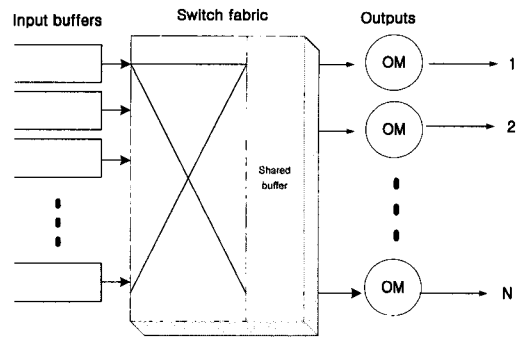 Input buffers
Switch fabric
Outputs
OM
1
OM
2
Shared
buffer
OM
N